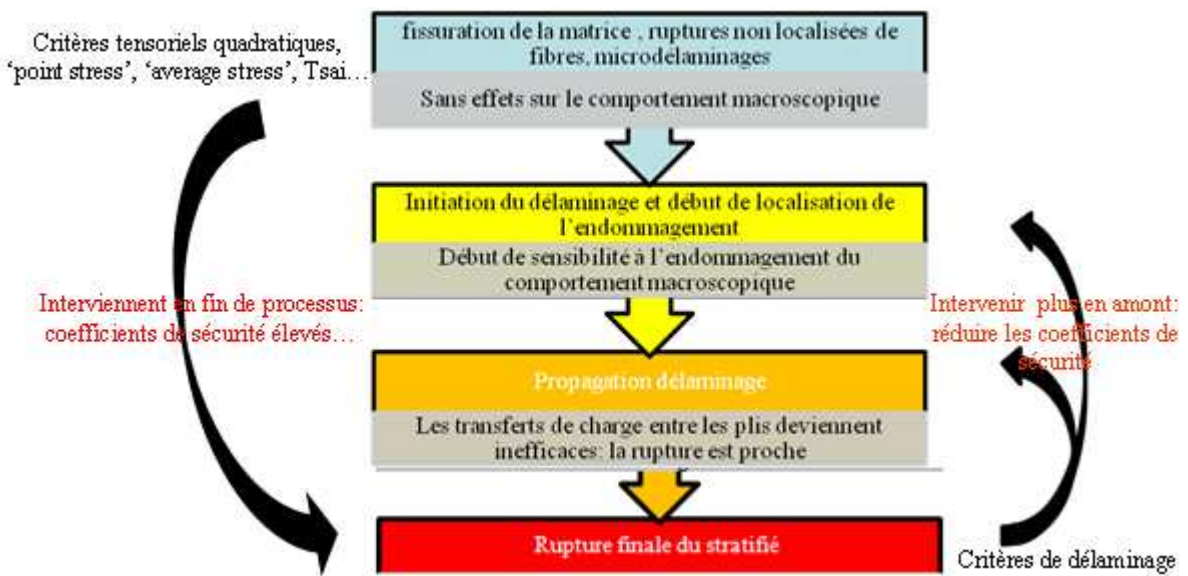 Critères tensoriels quadratiques,
‘point stress’, ‘average stress’, Tsai…
fissuration de la matrice , ruptures non localisées de
fibres, microdélaminages
Sans effets sur le comportement macroscopique
Initiation du délaminage et début de localisation de
l’endommagement
Début de sensibilité à l’endommagement du
comportement macroscopique
Interviennent en fin de processus:
coefficients de sécurité élevés…
Intervenir plus en amont:
réduire les coefficients de
sécurité
Propagation délaminage
Les transferts de charge entre les plis deviennent
inefficaces: la rupture est proche
Rupture finale du stratifié
Critères de délaminage